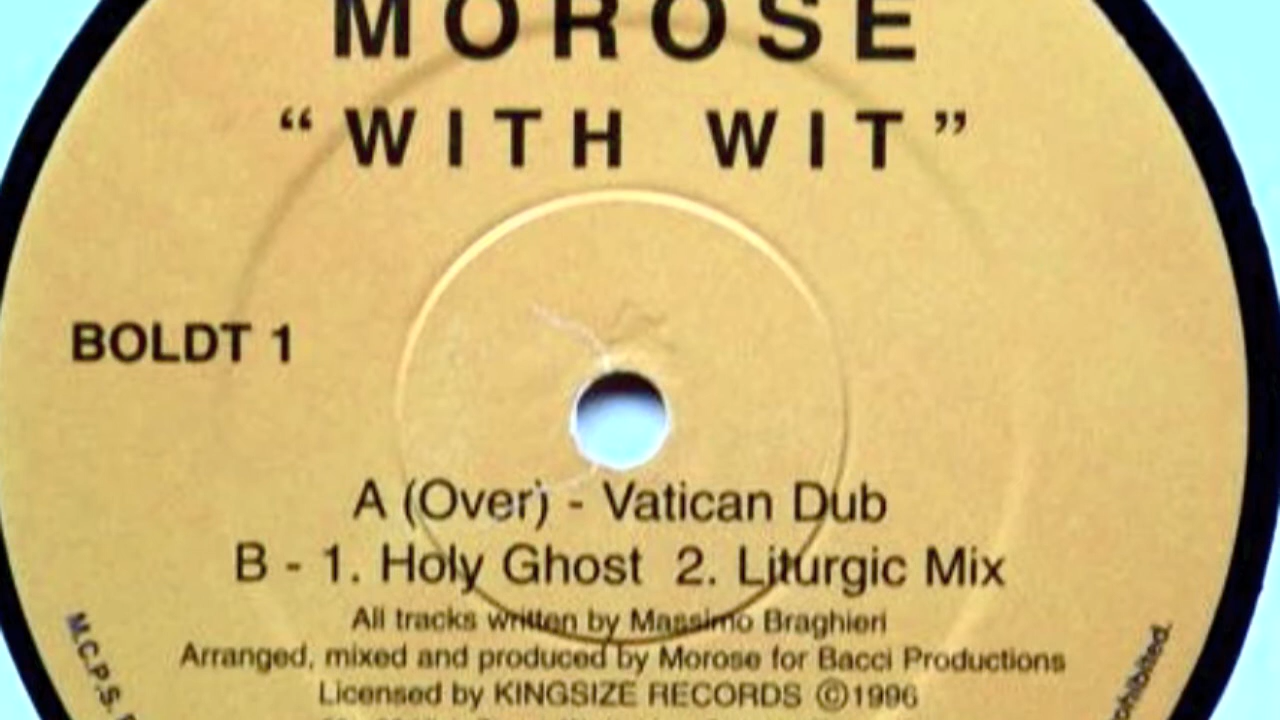 MOROSE
“WITH WIT”
BOLDT 1
A (Over) - Vatican Dub
B - 1. Holy Ghost 2. Liturgic Mix
All tracks written by Massimo Braghieri
Arranged, mixed and produced by Morose for Bacci Productions
Licensed by KINGSIZE RECORDS ©1996
M.C.P.S.